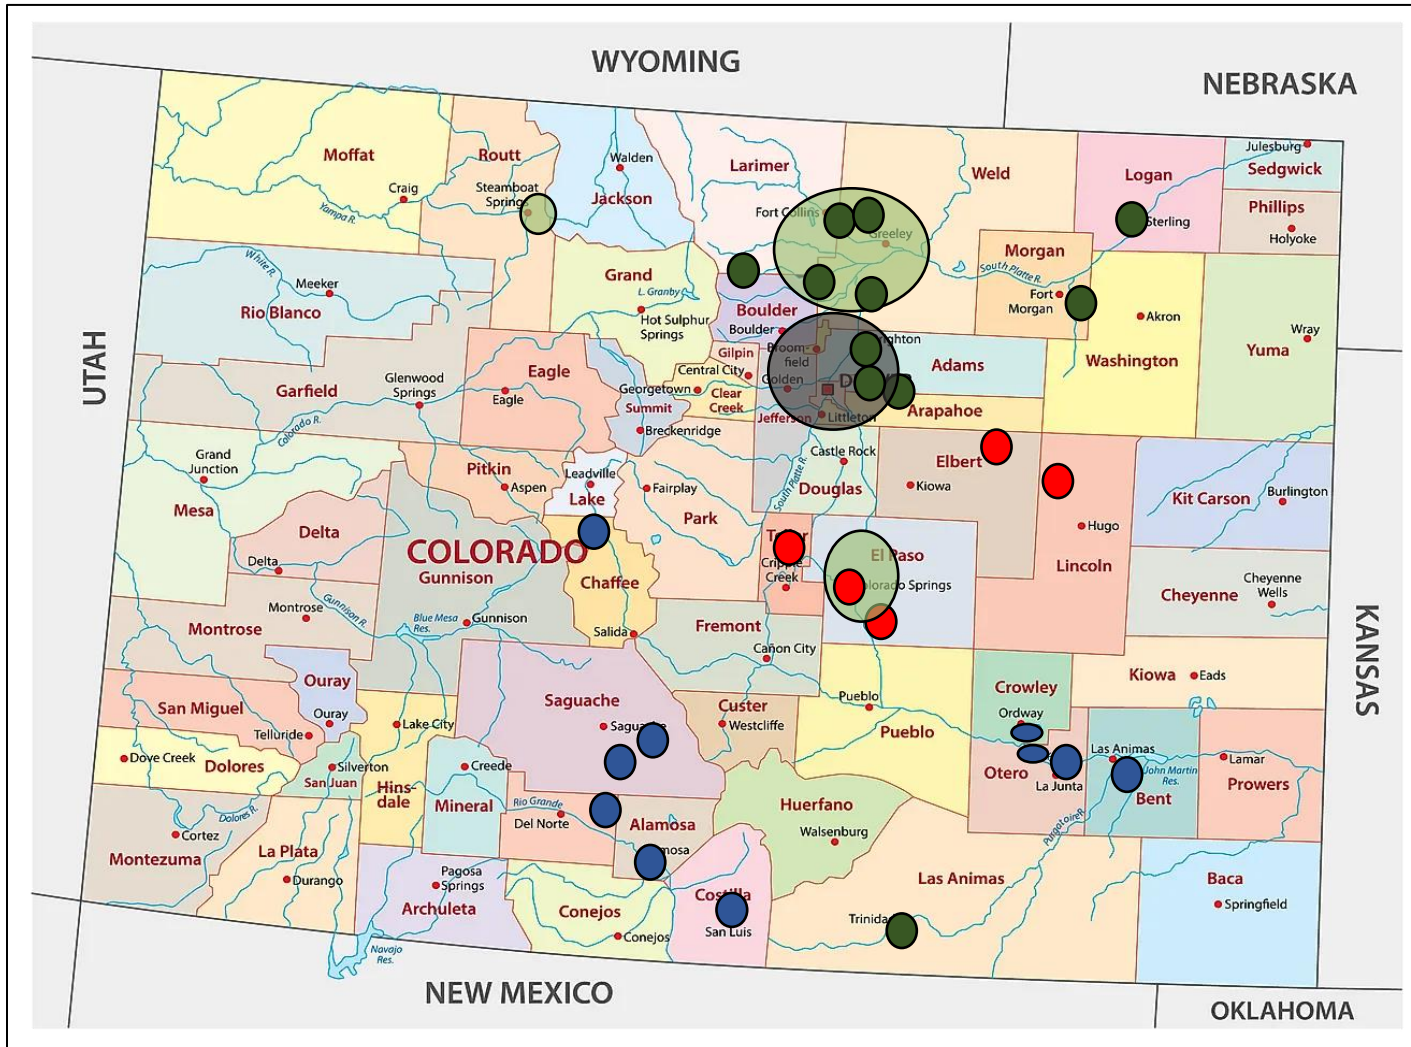 WYOMING
NEBRASKA
Julesburg
Sedgwick
Moffat
Routt
Walden
Larimer
Weld
Logan
Craig
Steamboat
Springs
Jackson
Phillips
Yampa R.
Fort Collins
Sterling
Holyoke
Greeley
Morgan
White R.
Grand
South Platte R.
Meeker
L. Granby
Fort
Morgan
Rio Blanco
Boulder
Akron
Hot Sulphur
Springs
Boulder
Wray
UTAH
Gilpin
Broom-
field
Yuma
Eagle
Central City
Adams
Washington
Glenwood
Springs
Georgetown
Golden
Garfield
Eagle
Clear
Creek
Summit
Jefferson
Littleton
Arapahoe
Colorado R.
Breckenridge
Grand
Junction
Castle Rock
Elbert
Pitkin
Leadville
South Platte R.
Kiowa
Aspen
Lake
Fairplay
Douglas
Kit Carson
Burlington
Mesa
Park
Delta
Hugo
COLORADO
El Paso
Delta
Gunnison
Chaffee
Cripple
Creek
Colorado Springs
Lincoln
Cheyenne
Cheyenne
Wells
Montrose
Gunnison R.
Blue Mesa
Res.
Gunnison
Montrose
Salida
Fremont
Cañon City
KANSAS
Ouray
Kiowa
Eads
Crowley
Pueblo
San Miguel
Saguache
Custer
Ouray
Lake City
Saguache
Westcliffe
Ordway
Telluride
Pueblo
Dove Creek
Dolores
Silverton
Creede
Las Animas
Lamar
San Juan
Otero
John Martin
Res.
La Junta
Prowers
Hins-
dale
Mineral
Rio Grande
Del Norte
Huerfano
Bent
Dolores R.
Alamosa
Purgatoire R.
Cortez
Walsenburg
Montezuma
La Plata
Pagosa
Springs
Las Animas
Baca
Durango
Archuleta
Conejos
Costilla
Springfield
San Luis
Trinidad
Conejos
Navajo
Res.
NEW MEXICO
OKLAHOMA